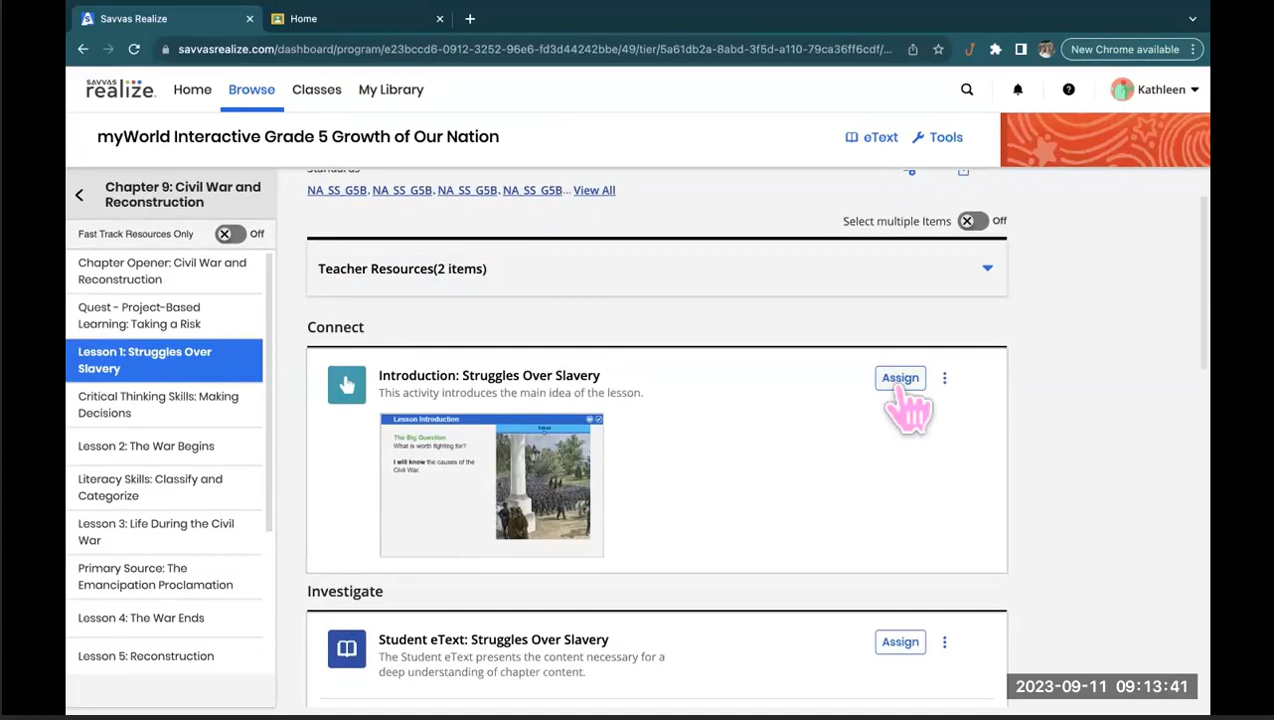 Savvas Realize
Home
savvasrealize.com/dashboard/program/e23bccd6-0912-3252-96e6-fd3d44242bbe/49/tier/5a61db2a-8abd-3f5d-a110-79ca36ff6cdf/...
New Chrome available
SAVVAS
realize
Home
Browse
Classes
My Library
Kathleen
myWorld Interactive Grade 5 Growth of Our Nation
eText
Tools
Chapter 9: Civil War and
Reconstruction
Fast Track Resources Only
Off
Chapter Opener: Civil War and
Reconstruction
Quest - Project-Based
Learning: Taking a Risk
Lesson 1: Struggles Over
Slavery
Critical Thinking Skills: Making
Decisions
Lesson 2: The War Begins
Literacy Skills: Classify and
Categorize
Lesson 3: Life During the Civil
War
Primary Source: The
Emancipation Proclamation
Lesson 4: The War Ends
Lesson 5: Reconstruction
Standards
NA_SS_G5B, NA_SS_G5B, NA_SS_G5B, NA_SS_G5B... View All
Select multiple Items
Off
Teacher Resources(2 items)
Connect
Introduction: Struggles Over Slavery
This activity introduces the main idea of the lesson.
Assign
Lesson Introduction
The Big Question
What is worth fighting for?
I will know the causes of the
Civil War.
Investigate
Student eText: Struggles Over Slavery
The Student eText presents the content necessary for a
deep understanding of chapter content.
Assign
2023-09-11 09:13:41